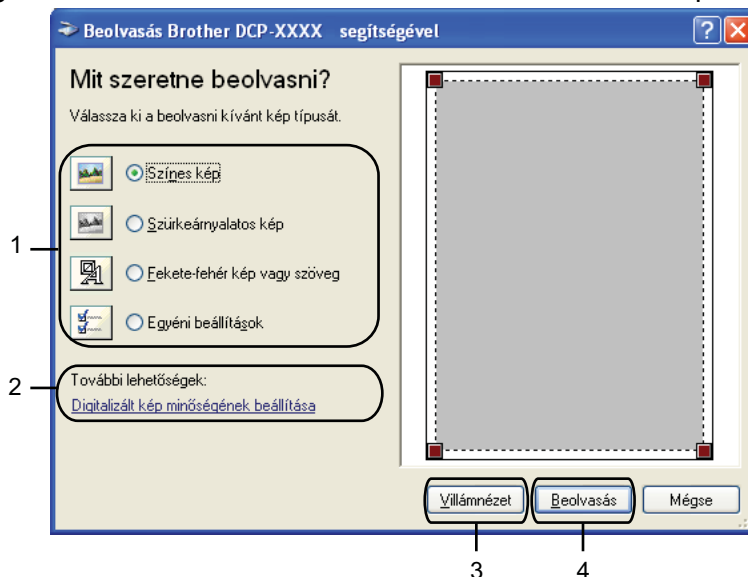 Beolvasás Brother DCP-XXXX segítségével
Mit szeretne beolvasni?
Válassza ki a beolvasni kívánt kép típusát.
1
Színes kép
Szürkeárnyalatos kép
Fekete-fehér kép vagy szöveg
Egyéni beállítások
2
További lehetőségek:
Digitalizált kép minőségének beállítása
Villámnézet Beolvasás Mégse
3 4